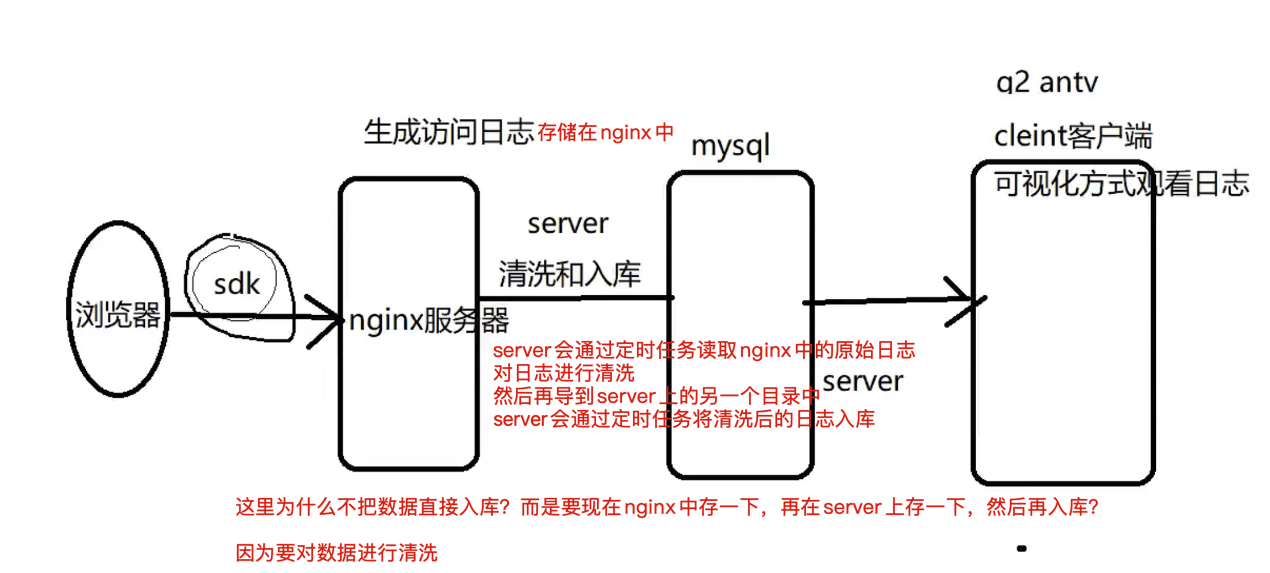 q2 antv
cleint客户端
可视化方式观看日志
生成访问日志存储在nginx中
mysql
server
清洗和入库
sdk
浏览器
nginx服务器
server会通过定时任务读取nginx中的原始日志
对日志进行清洗
然后再导到server上的另一个目录中
server会通过定时任务将清洗后的日志入库
server
这里为什么不把数据直接入库？而是要现在nginx中存一下，再在server上存一下，然后再入库？
因为要对数据进行清洗